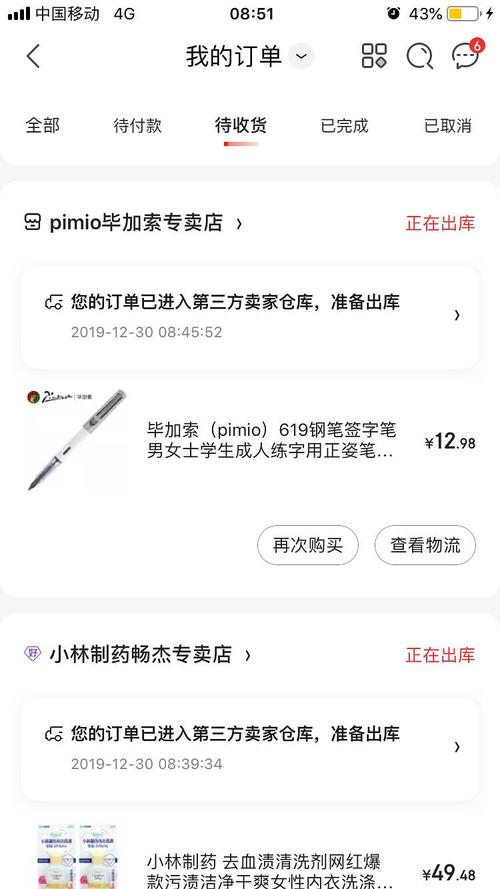 中国移动 4G 08:51 43%
我的订单 6
全部 待付款 待收货 已完成 已取消
pimio毕加索专卖店 正在出库
您的订单已进入第三方卖家仓库，准备出库
2019-12-30 08:45:52
毕加索
毕加索（pimio）619钢笔签字笔
男女士学生成人练字用正姿笔...
¥12.98
再次购买 查看物流
好 小林制药畅杰专卖店 正在出库
您的订单已进入第三方卖家仓库，准备出库
2019-12-30 08:39:34
小林制药 去血渍清洗剂网红爆
款污渍洁净干爽女性内衣洗涤...
¥49.48